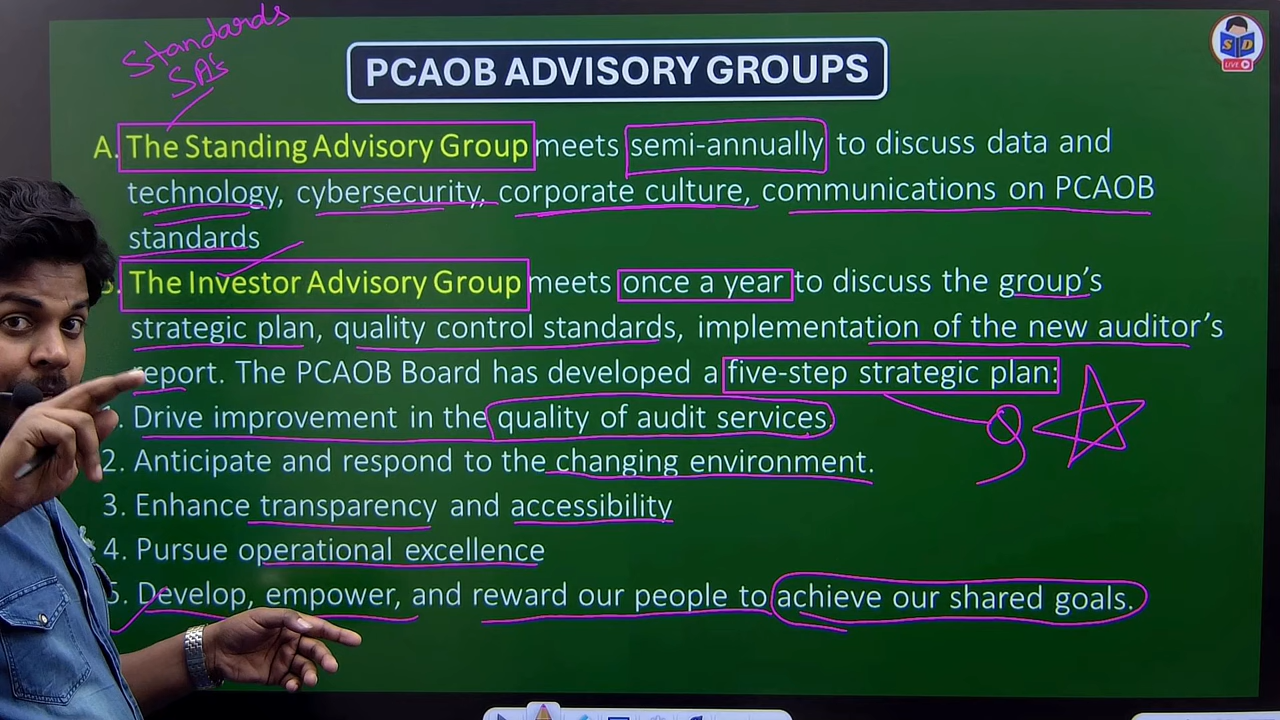 Standards
SA's
PCAOB ADVISORY GROUPS
SD
LIVE
A. The Standing Advisory Group meets semi-annually to discuss data and
technology, cybersecurity, corporate culture, communications on PCAOB
standards
The Investor Advisory Group meets once a year to discuss the group's
strategic plan, quality control standards, implementation of the new auditor's
report. The PCAOB Board has developed a five-step strategic plan:
Drive improvement in the quality of audit services.
2. Anticipate and respond to the changing environment.
3. Enhance transparency and accessibility
4. Pursue operational excellence
5. Develop, empower, and reward our people to achieve our shared goals.